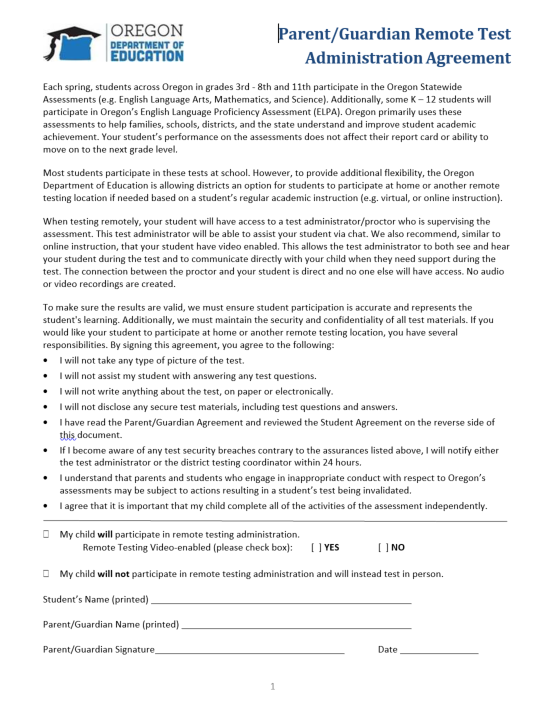 OREGON
DEPARTMENT OF
EDUCATION
Parent/Guardian Remote Test
Administration Agreement
Each spring, students across Oregon in grades 3rd - 8th and 11th participate in the Oregon Statewide
Assessments (e.g. English Language Arts, Mathematics, and Science). Additionally, some K – 12 students will
participate in Oregon's English Language Proficiency Assessment (ELPA). Oregon primarily uses these
assessments to help families, schools, districts, and the state understand and improve student academic
achievement. Your student's performance on the assessments does not affect their report card or ability to
move on to the next grade level.
Most students participate in these tests at school. However, to provide additional flexibility, the Oregon
Department of Education is allowing districts an option for students to participate at home or another remote
testing location if needed based on a student's regular academic instruction (e.g. virtual, or online instruction).
When testing remotely, your student will have access to a test administrator/proctor who is supervising the
assessment. This test administrator will be able to assist your student via chat. We also recommend, similar to
online instruction, that your student have video enabled. This allows the test administrator to both see and hear
your student during the test and to communicate directly with your child when they need support during the
test. The connection between the proctor and your student is direct and no one else will have access. No audio
or video recordings are created.
To make sure the results are valid, we must ensure student participation is accurate and represents the
student's learning. Additionally, we must maintain the security and confidentiality of all test materials. If you
would like your student to participate at home or another remote testing location, you have several
responsibilities. By signing this agreement, you agree to the following:
• I will not take any type of picture of the test.
• I will not assist my student with answering any test questions.
• I will not write anything about the test, on paper or electronically.
• I will not disclose any secure test materials, including test questions and answers.
• I have read the Parent/Guardian Agreement and reviewed the Student Agreement on the reverse side of
this document.
• If I become aware of any test security breaches contrary to the assurances listed above, I will notify either
the test administrator or the district testing coordinator within 24 hours.
• I understand that parents and students who engage in inappropriate conduct with respect to Oregon's
assessments may be subject to actions resulting in a student's test being invalidated.
• I agree that it is important that my child complete all of the activities of the assessment independently.
☐ My child will participate in remote testing administration.
Remote Testing Video-enabled (please check box): [ ] YES [ ] NO
☐ My child will not participate in remote testing administration and will instead test in person.
Student's Name (printed) ____________________
Parent/Guardian Name (printed) ____________________
Parent/Guardian Signature____________________ Date ____________
1